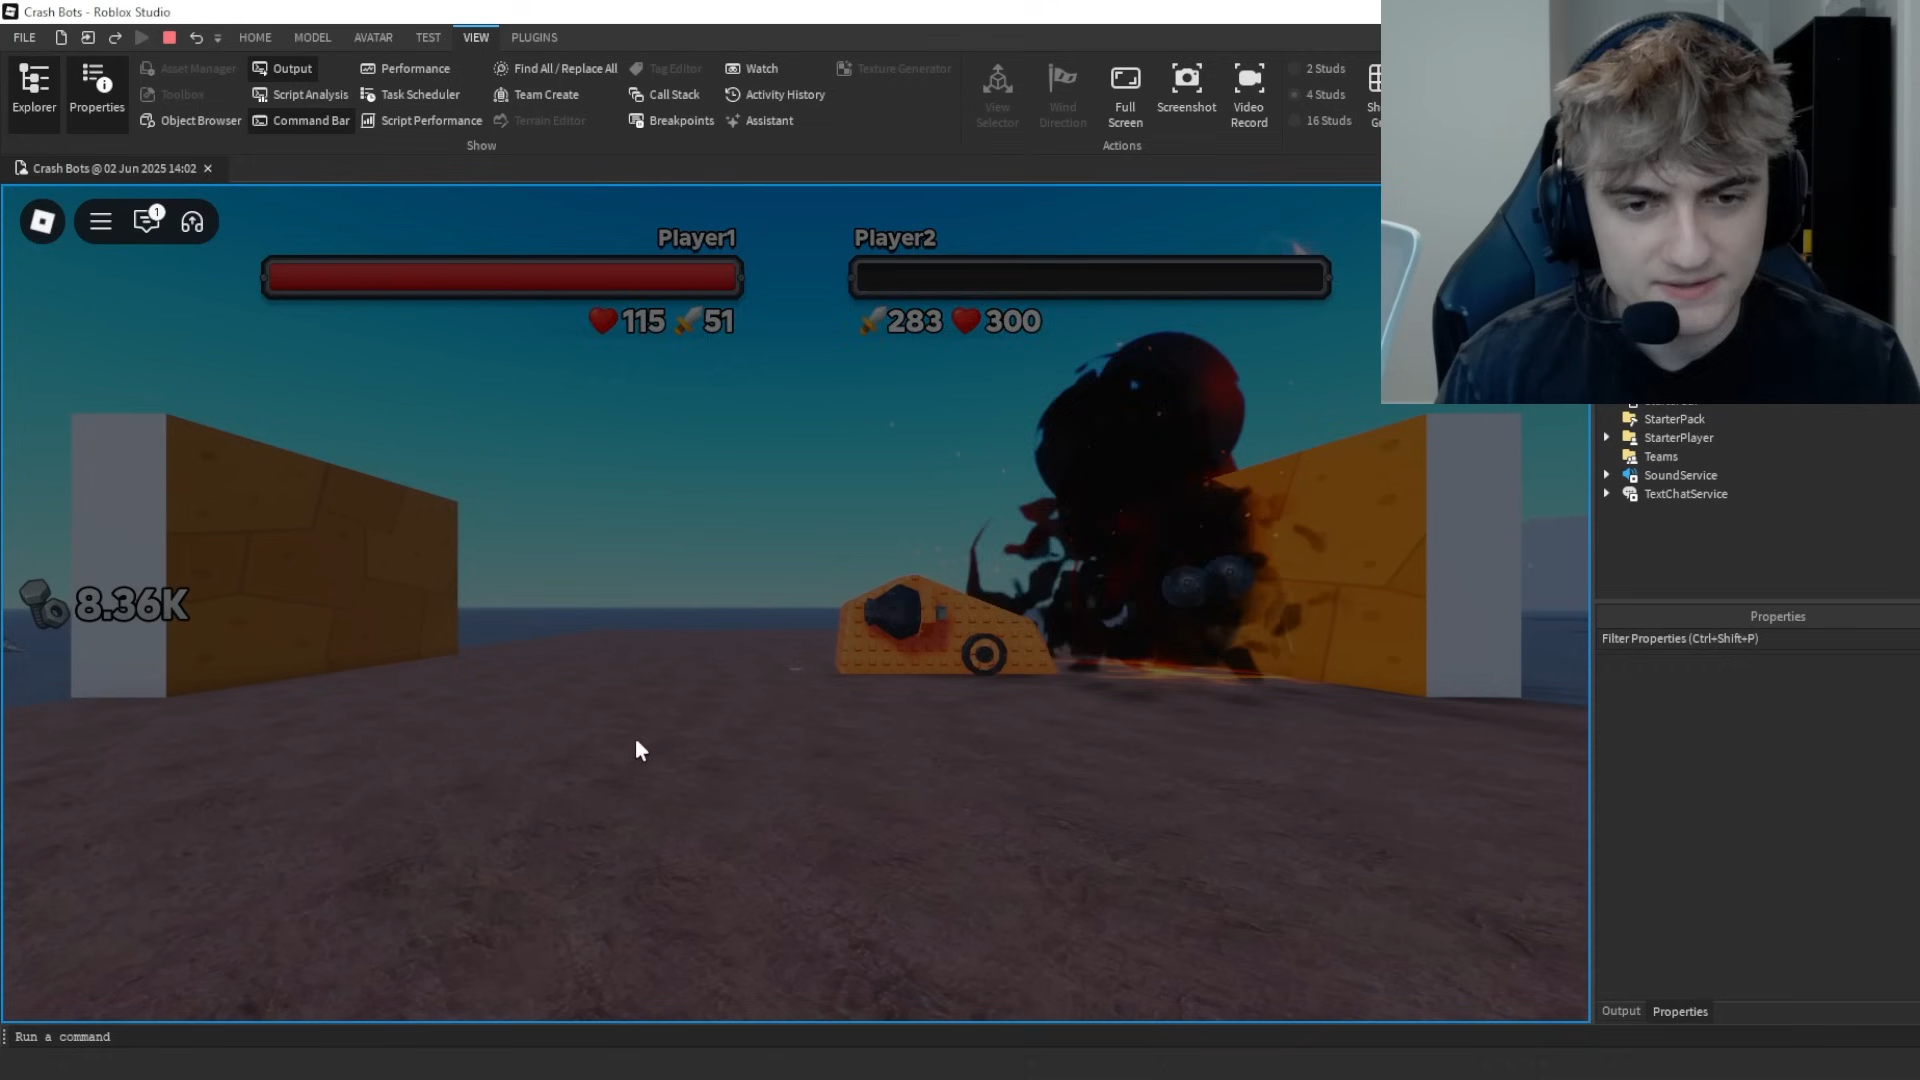 Crash Bots - Roblox Studio
FILE
HOME
MODEL
AVATAR
TEST
VIEW
PLUGINS
Explorer
Properties
Asset Manager
Toolbox
Object Browser
Output
Script Analysis
Command Bar
Performance
Task Scheduler
Script Performance
Find All / Replace All
Team Create
Terrain Editor
Tag Editor
Call Stack
Breakpoints
Watch
Activity History
Assistant
Texture Generator
Show
View Selector
Wind Direction
Full Screen
Screenshot
Video Record
2 Studs
4 Studs
16 Studs
Actions
Crash Bots @ 02 Jun 2025 14:02
1
Player1
Player2
115
51
283
300
8.36K
StarterPack
StarterPlayer
Teams
SoundService
TextChatService
Properties
Filter Properties (Ctrl+Shift+P)
Output
Properties
Run a command